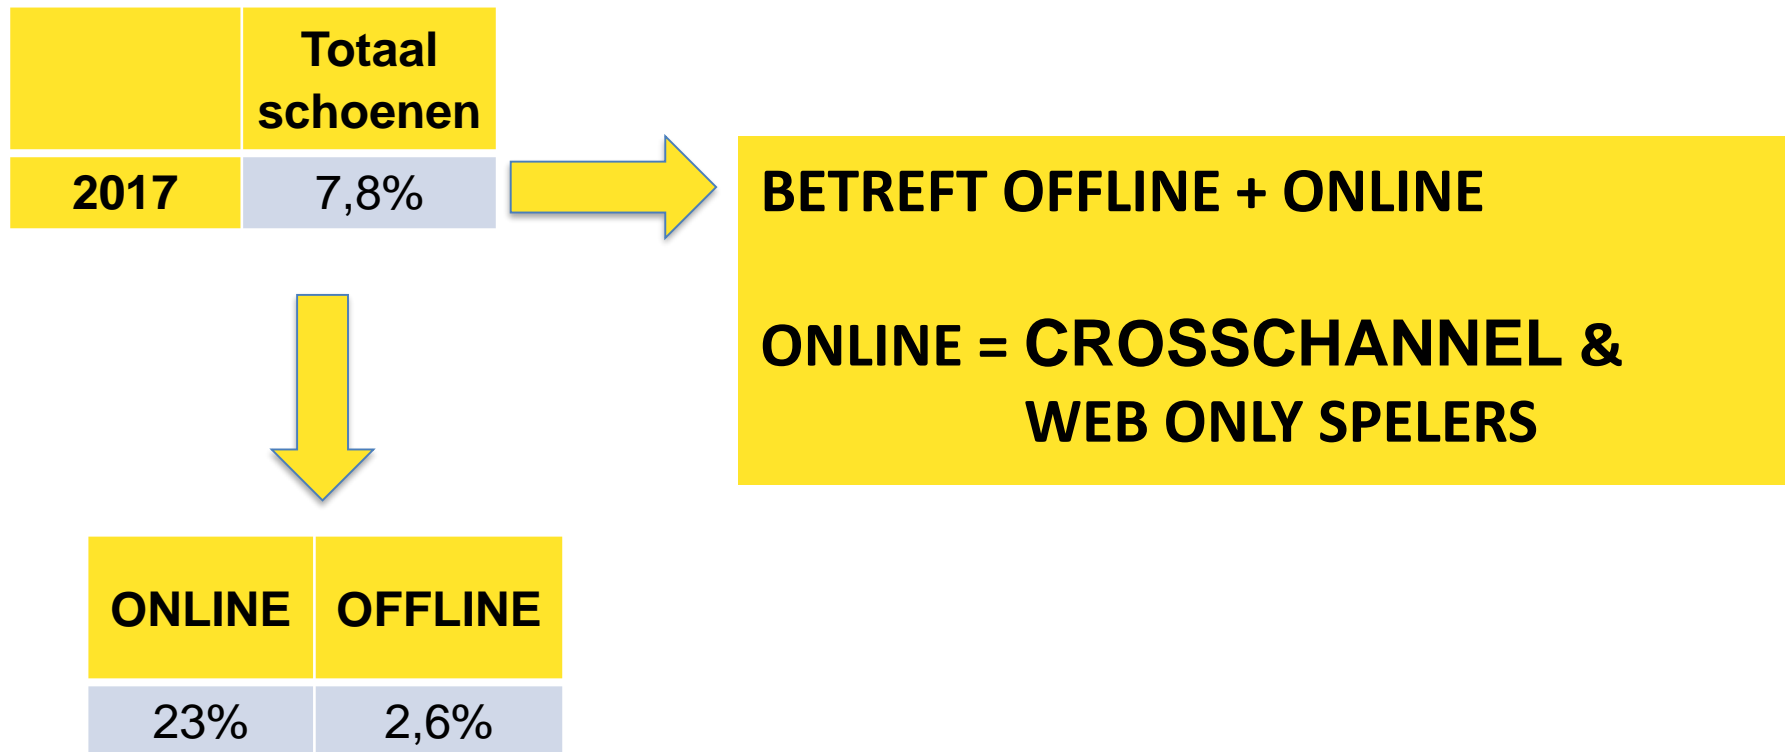 Totaal
schoenen
2017 7,8%
BETREFT OFFLINE + ONLINE
ONLINE = CROSSCHANNEL &
WEB ONLY SPELERS
ONLINE OFFLINE
23% 2,6%